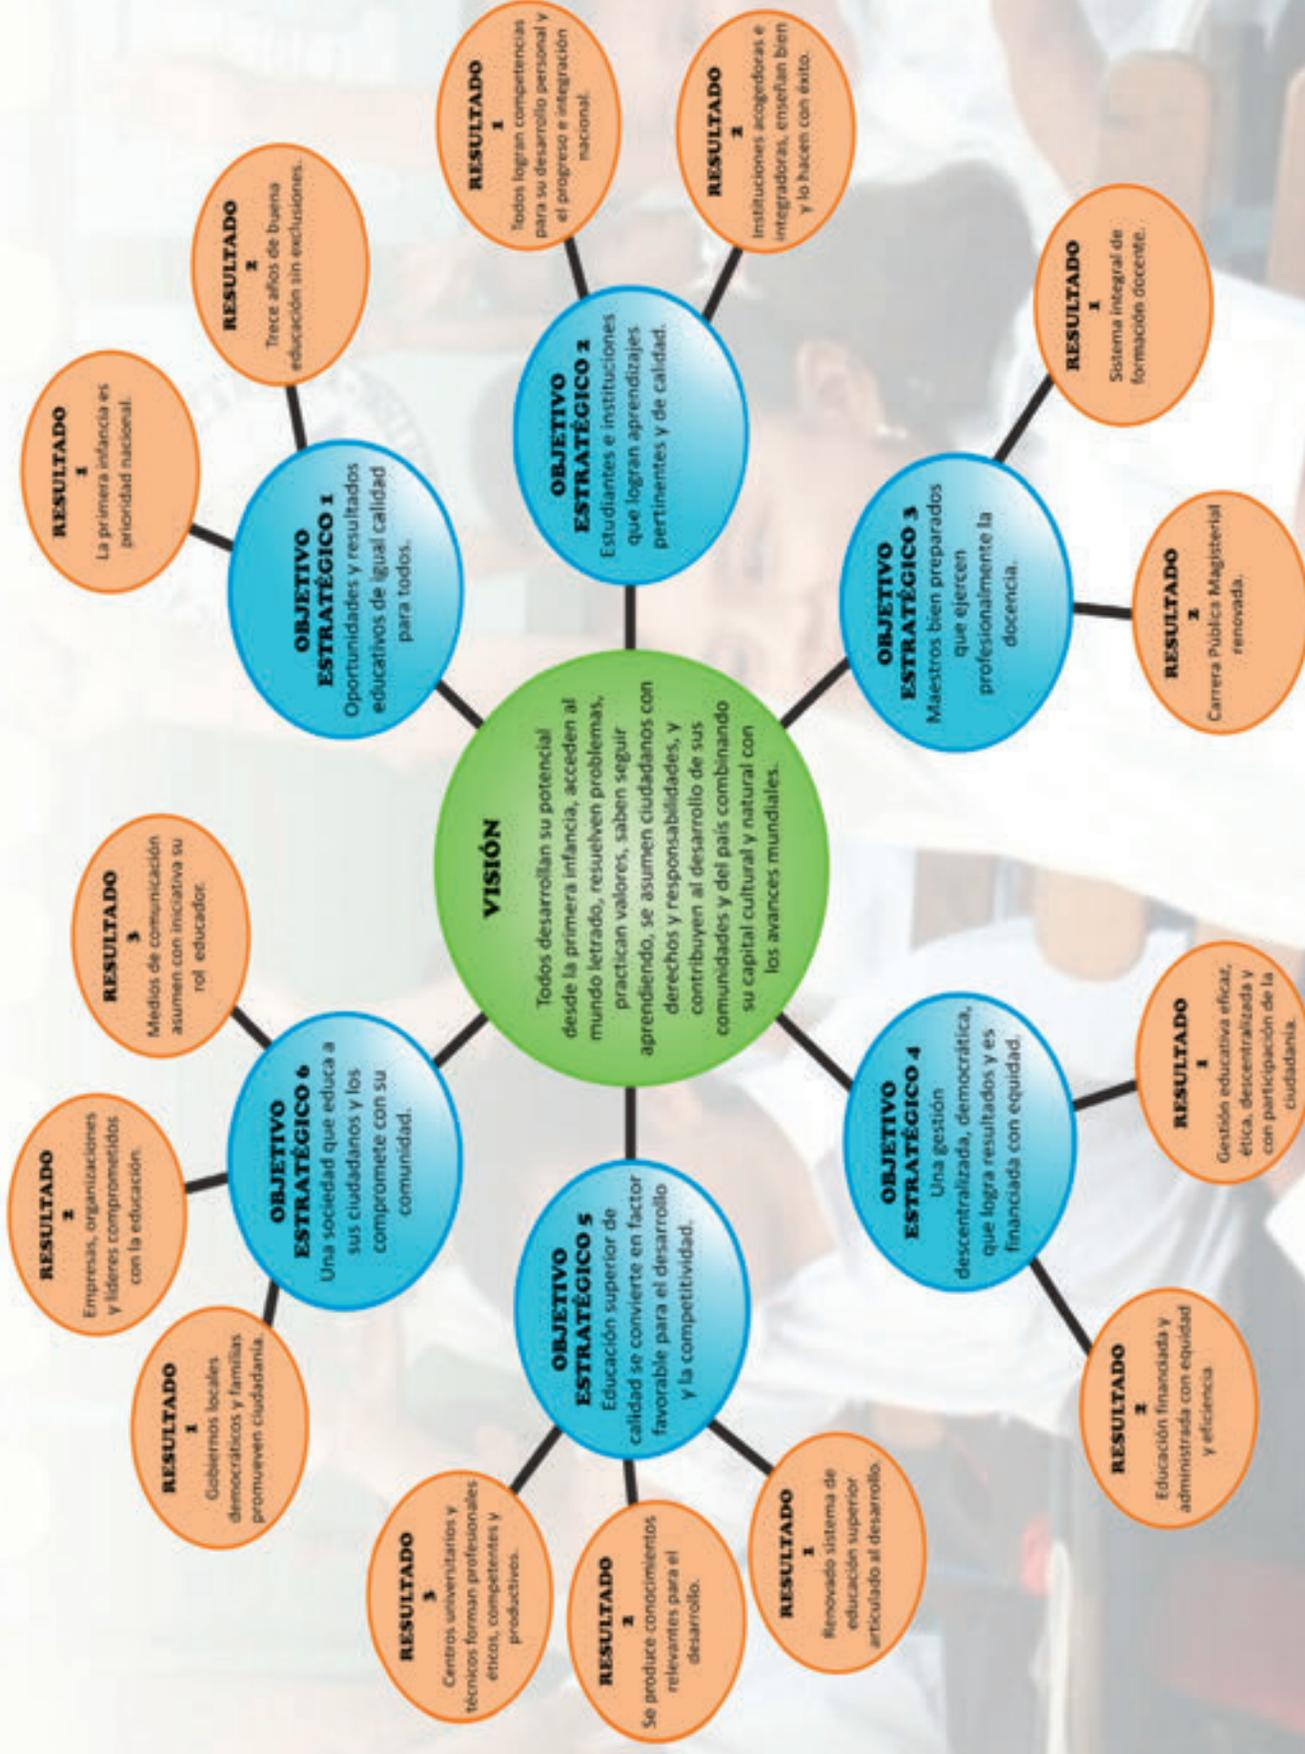 VISIÓN
Todos desarrollan su potencial
desde la primera infancia, acceden al
mundo letrado, resuelven problemas,
practican valores, saben seguir
aprendiendo, se asumen ciudadanos con
derechos y responsabilidades, y
contribuyen al desarrollo de sus
comunidades y del país combinando
su capital cultural y natural con
los avances mundiales.
OBJETIVO
ESTRATÉGICO 1
Oportunidades y resultados
educativos de igual calidad
para todos.
RESULTADO
1
La primera infancia es
prioridad nacional.
RESULTADO
2
Trece años de buena
educación sin exclusiones.
OBJETIVO
ESTRATÉGICO 2
Estudiantes e instituciones
que logran aprendizajes
pertinentes y de calidad.
RESULTADO
1
Todos logran competencias
para su desarrollo personal y
el progreso e integración
nacional.
RESULTADO
2
Instituciones acogedoras e
integradoras, enseñan bien
y lo hacen con éxito.
OBJETIVO
ESTRATÉGICO 3
Maestros bien preparados
que ejercen
profesionalmente la
docencia.
RESULTADO
1
Sistema integral de
formación docente.
RESULTADO
2
Carrera Pública Magisterial
renovada.
OBJETIVO
ESTRATÉGICO 4
Una gestión
descentralizada, democrática,
que logra resultados y es
financiada con equidad.
RESULTADO
1
Gestión educativa eficaz,
ética, descentralizada y
con participación de la
ciudadanía.
RESULTADO
2
Educación financiada y
administrada con equidad
y eficiencia.
OBJETIVO
ESTRATÉGICO 5
Educación superior de
calidad se convierte en factor
favorable para el desarrollo
y la competitividad.
RESULTADO
1
Renovado sistema de
educación superior
articulado al desarrollo.
RESULTADO
2
Se produce conocimientos
relevantes para el
desarrollo.
RESULTADO
3
Centros universitarios y
técnicos forman profesionales
éticos, competentes y
productivos.
OBJETIVO
ESTRATÉGICO 6
Una sociedad que educa a
sus ciudadanos y los
compromete con su
comunidad.
RESULTADO
1
Gobiernos locales
democráticos y familias
promueven ciudadanía.
RESULTADO
2
Empresas, organizaciones
y líderes comprometidos
con la educación.
RESULTADO
3
Medios de comunicación
asumen con iniciativa su
rol educador.